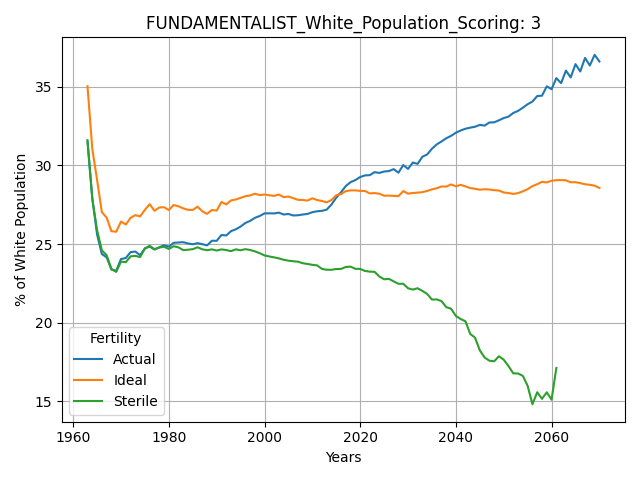 FUNDAMENTALIST_White_Population_Scoring: 3
% of White Population
35
30
25
20
15
Fertility
Actual
Ideal
Sterile
1960 1980 2000 2020 2040 2060
Years